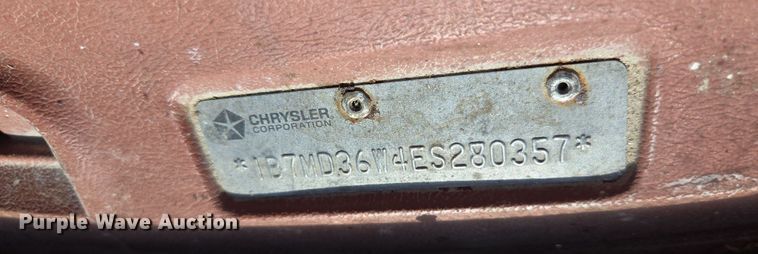 CHRYSLER
CORPORATION
*1B7MD36W4ES280357*
Purple Wave Auction